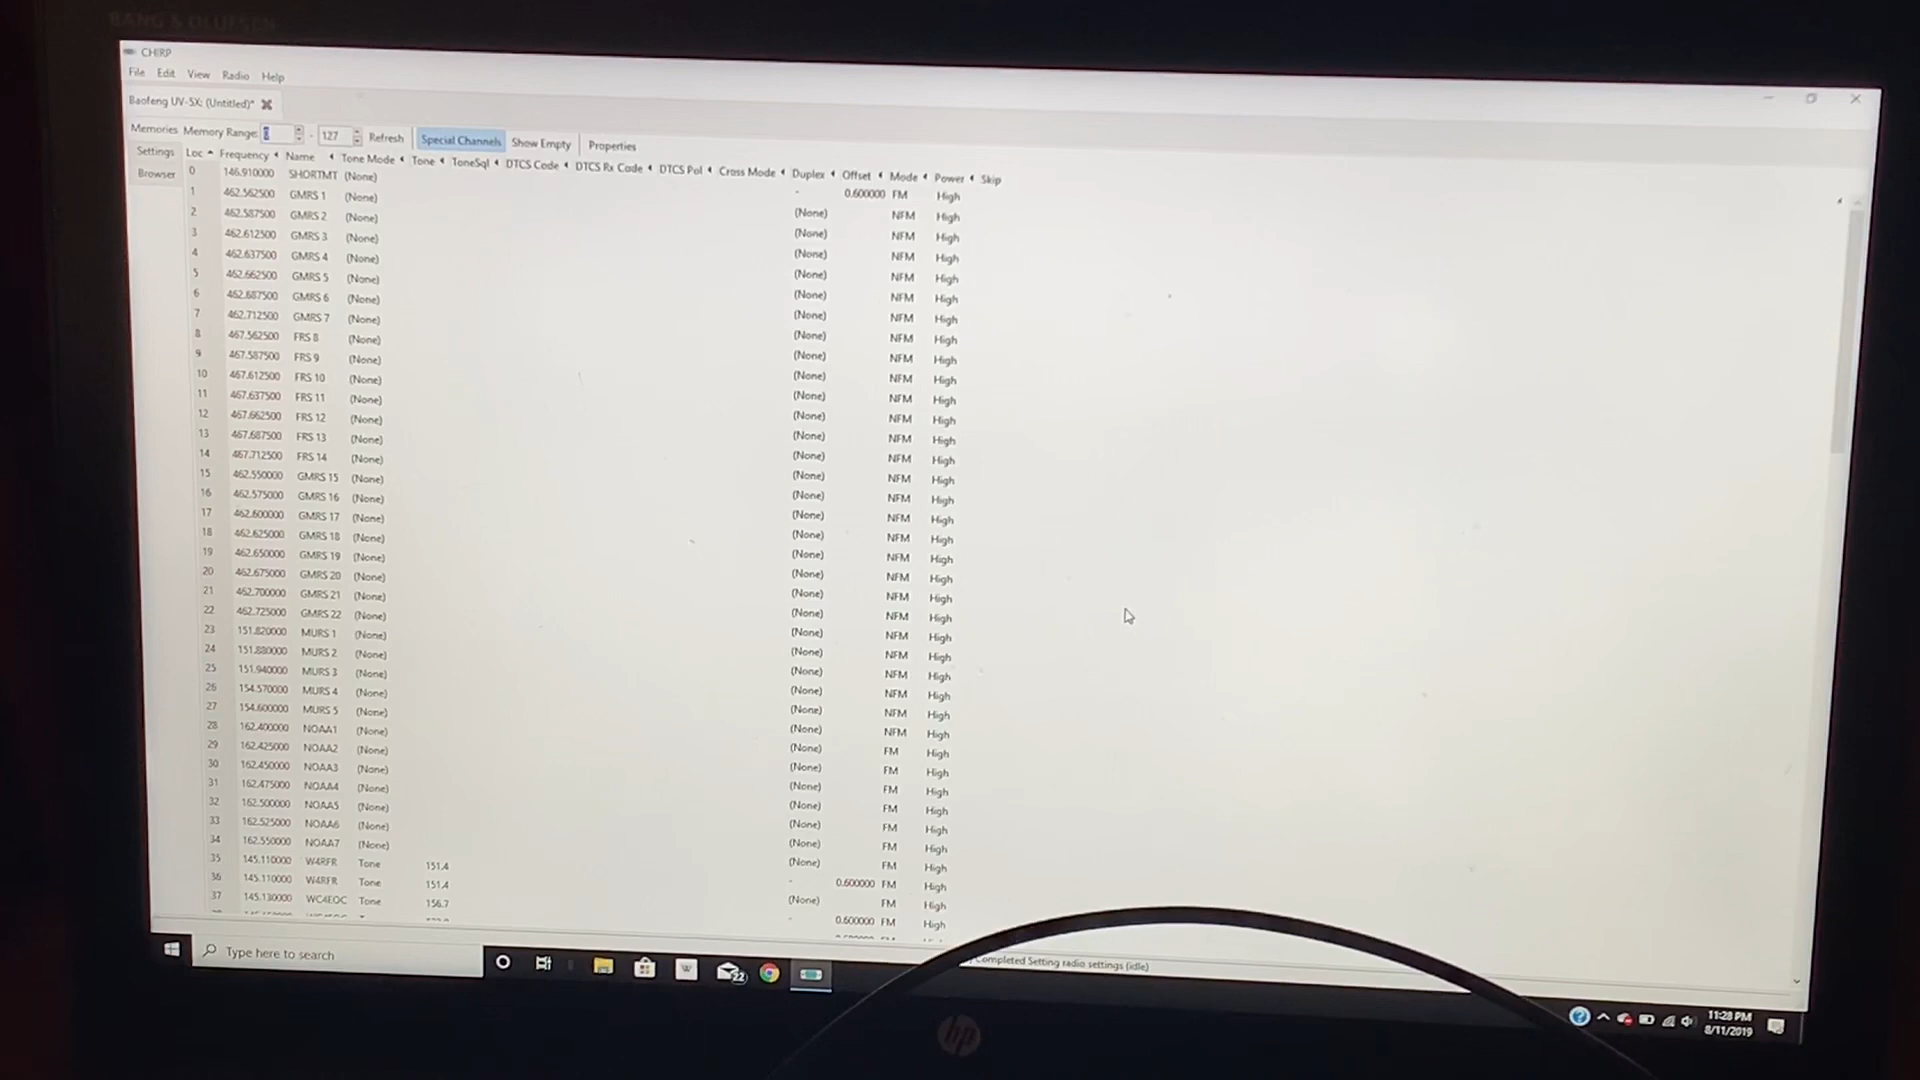 BANG & OLUFSEN
CHIRP
File Edit View Radio Help
Baofeng UV-5X: (Untitled)*
Memories Memory Range: 0 - 127 Refresh Special Channels Show Empty Properties
Settings
Browser
Loc Frequency Name Tone Mode Tone ToneSql DTCS Code DTCS Rx Code DTCS Pol Cross Mode Duplex Offset Mode Power Skip
0 146.910000 SHORTMT (None) - 0.600000 FM High
1 462.562500 GMRS 1 (None) (None) NFM High
2 462.587500 GMRS 2 (None) (None) NFM High
3 462.612500 GMRS 3 (None) (None) NFM High
4 462.637500 GMRS 4 (None) (None) NFM High
5 462.662500 GMRS 5 (None) (None) NFM High
6 462.687500 GMRS 6 (None) (None) NFM High
7 462.712500 GMRS 7 (None) (None) NFM High
8 467.562500 FRS 8 (None) (None) NFM High
9 467.587500 FRS 9 (None) (None) NFM High
10 467.612500 FRS 10 (None) (None) NFM High
11 467.637500 FRS 11 (None) (None) NFM High
12 467.662500 FRS 12 (None) (None) NFM High
13 467.687500 FRS 13 (None) (None) NFM High
14 467.712500 FRS 14 (None) (None) NFM High
15 462.550000 GMRS 15 (None) (None) NFM High
16 462.575000 GMRS 16 (None) (None) NFM High
17 462.600000 GMRS 17 (None) (None) NFM High
18 462.625000 GMRS 18 (None) (None) NFM High
19 462.650000 GMRS 19 (None) (None) NFM High
20 462.675000 GMRS 20 (None) (None) NFM High
21 462.700000 GMRS 21 (None) (None) NFM High
22 462.725000 GMRS 22 (None) (None) NFM High
23 151.820000 MURS 1 (None) (None) NFM High
24 151.880000 MURS 2 (None) (None) NFM High
25 151.940000 MURS 3 (None) (None) NFM High
26 154.570000 MURS 4 (None) (None) NFM High
27 154.600000 MURS 5 (None) (None) NFM High
28 162.400000 NOAA1 (None) (None) FM High
29 162.425000 NOAA2 (None) (None) FM High
30 162.450000 NOAA3 (None) (None) FM High
31 162.475000 NOAA4 (None) (None) FM High
32 162.500000 NOAA5 (None) (None) FM High
33 162.525000 NOAA6 (None) (None) FM High
34 162.550000 NOAA7 (None) (None) FM High
35 145.110000 W4RFR Tone 151.4 - 0.600000 FM High
36 145.110000 W4RFR Tone 151.4 (None) FM High
37 145.130000 WC4EOC Tone 156.7 - 0.600000 FM High
Completed Setting radio settings (idle)
Type here to search
W
22
hp
11:28 PM
8/11/2019